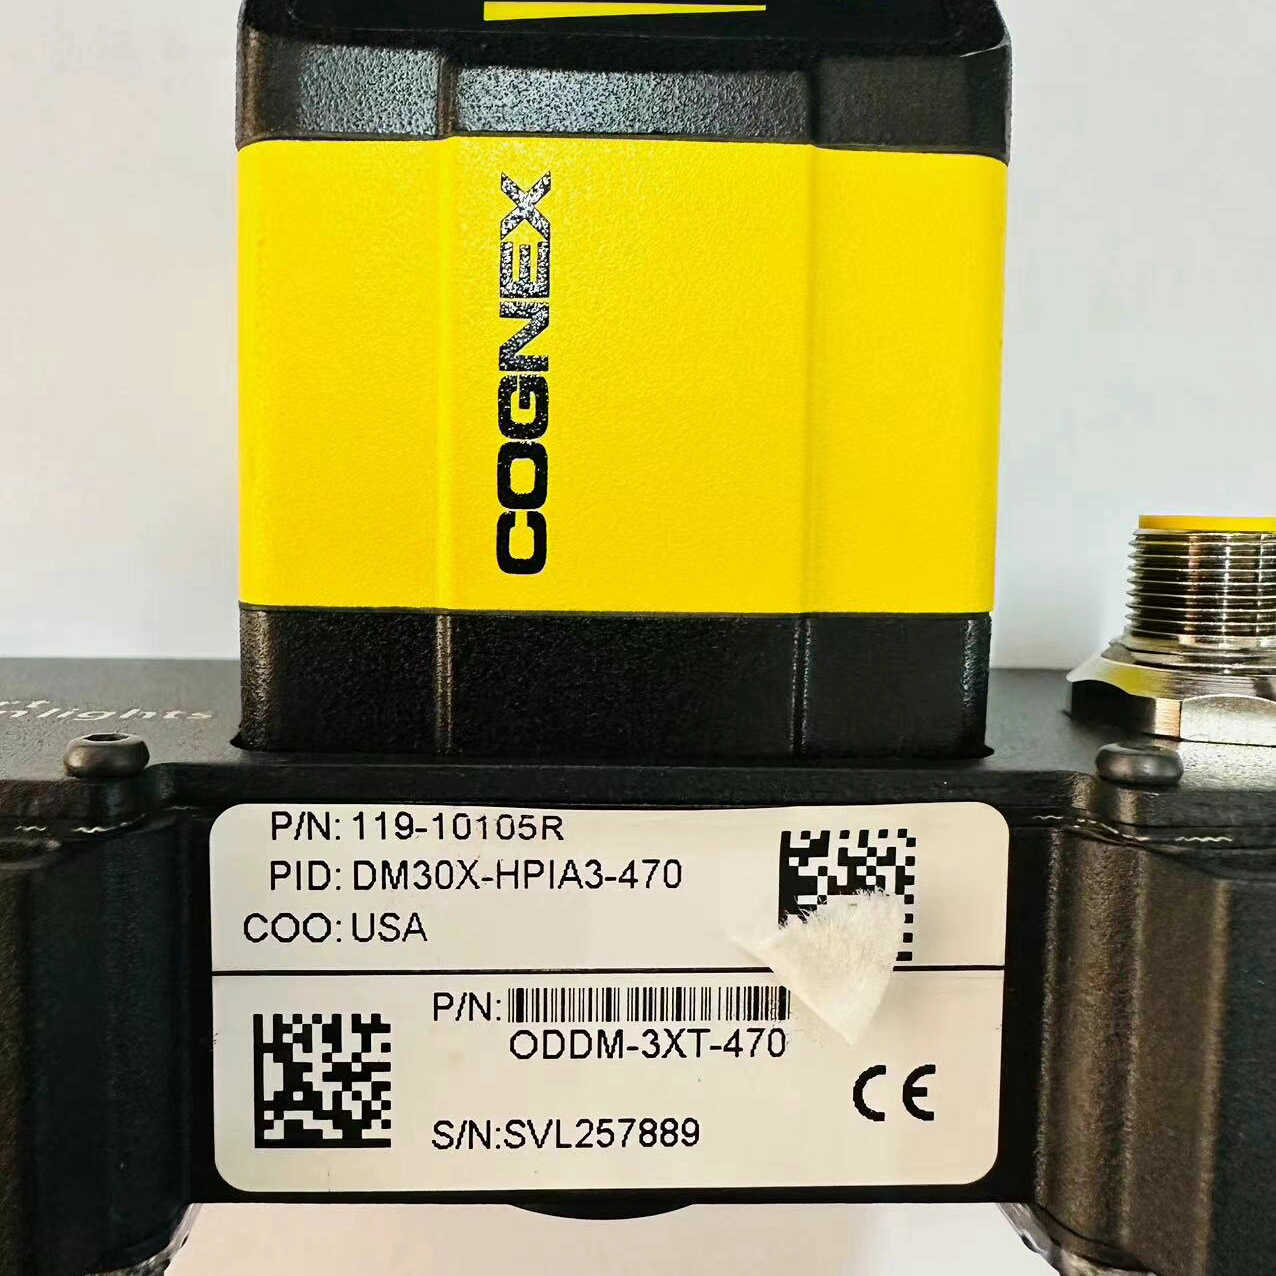 COGNEX
P/N: 119-10105R
PID: DM30X-HPIA3-470
COO: USA
P/N:
ODDM-3XT-470
S/N:SVL257889
CE